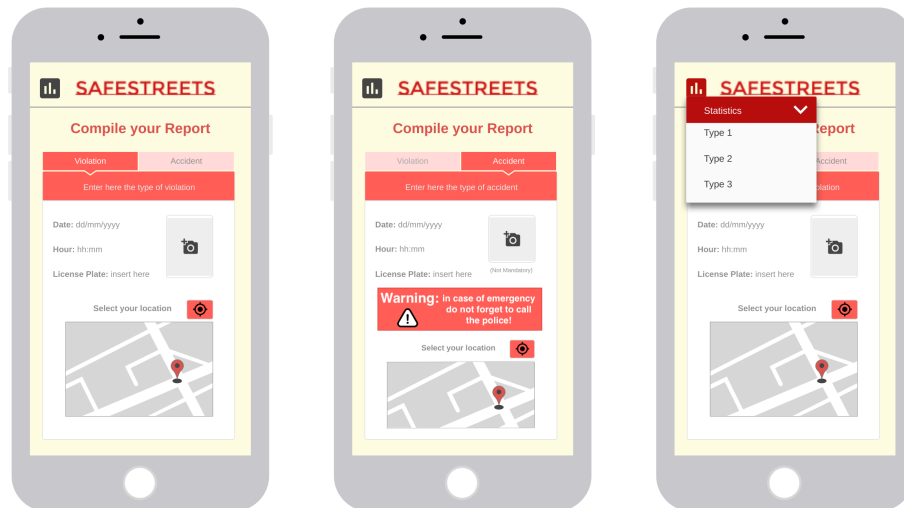 SAFESTREETS
Compile your Report
Violation Accident
Enter here the type of violation
Date: dd/mm/yyyy
Hour: hh:mm
License Plate: insert here
Select your location
SAFESTREETS
Compile your Report
Violation Accident
Enter here the type of accident
Date: dd/mm/yyyy
Hour: hh:mm
License Plate: insert here
(Not Mandatory)
Warning: in case of emergency
do not forget to call
the police!
Select your location
SAFESTREETS
Statistics
Type 1
Type 2
Type 3
Report
Accident
olation
Date: dd/mm/yyyy
Hour: hh:mm
License Plate: insert here
Select your location